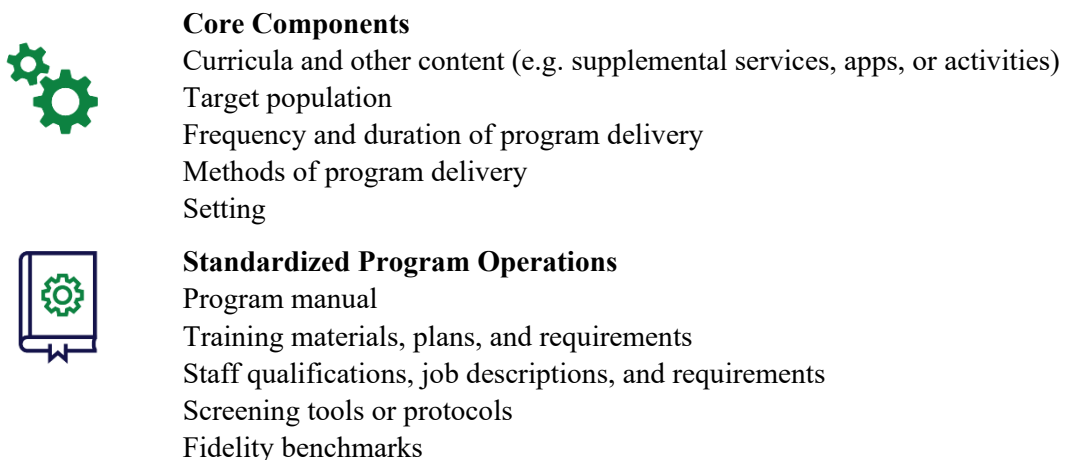 Core Components
Curricula and other content (e.g. supplemental services, apps, or activities)
Target population
Frequency and duration of program delivery
Methods of program delivery
Setting
Standardized Program Operations
Program manual
Training materials, plans, and requirements
Staff qualifications, job descriptions, and requirements
Screening tools or protocols
Fidelity benchmarks